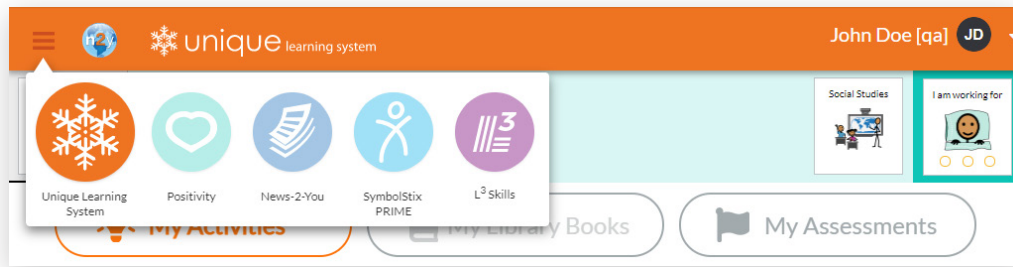 n2y unique learning system John Doe [qa] JD
Social Studies I am working for
Unique Learning System
Positivity
News-2-You
SymbolStix PRIME
L³ Skills
My Activities My Library Books My Assessments